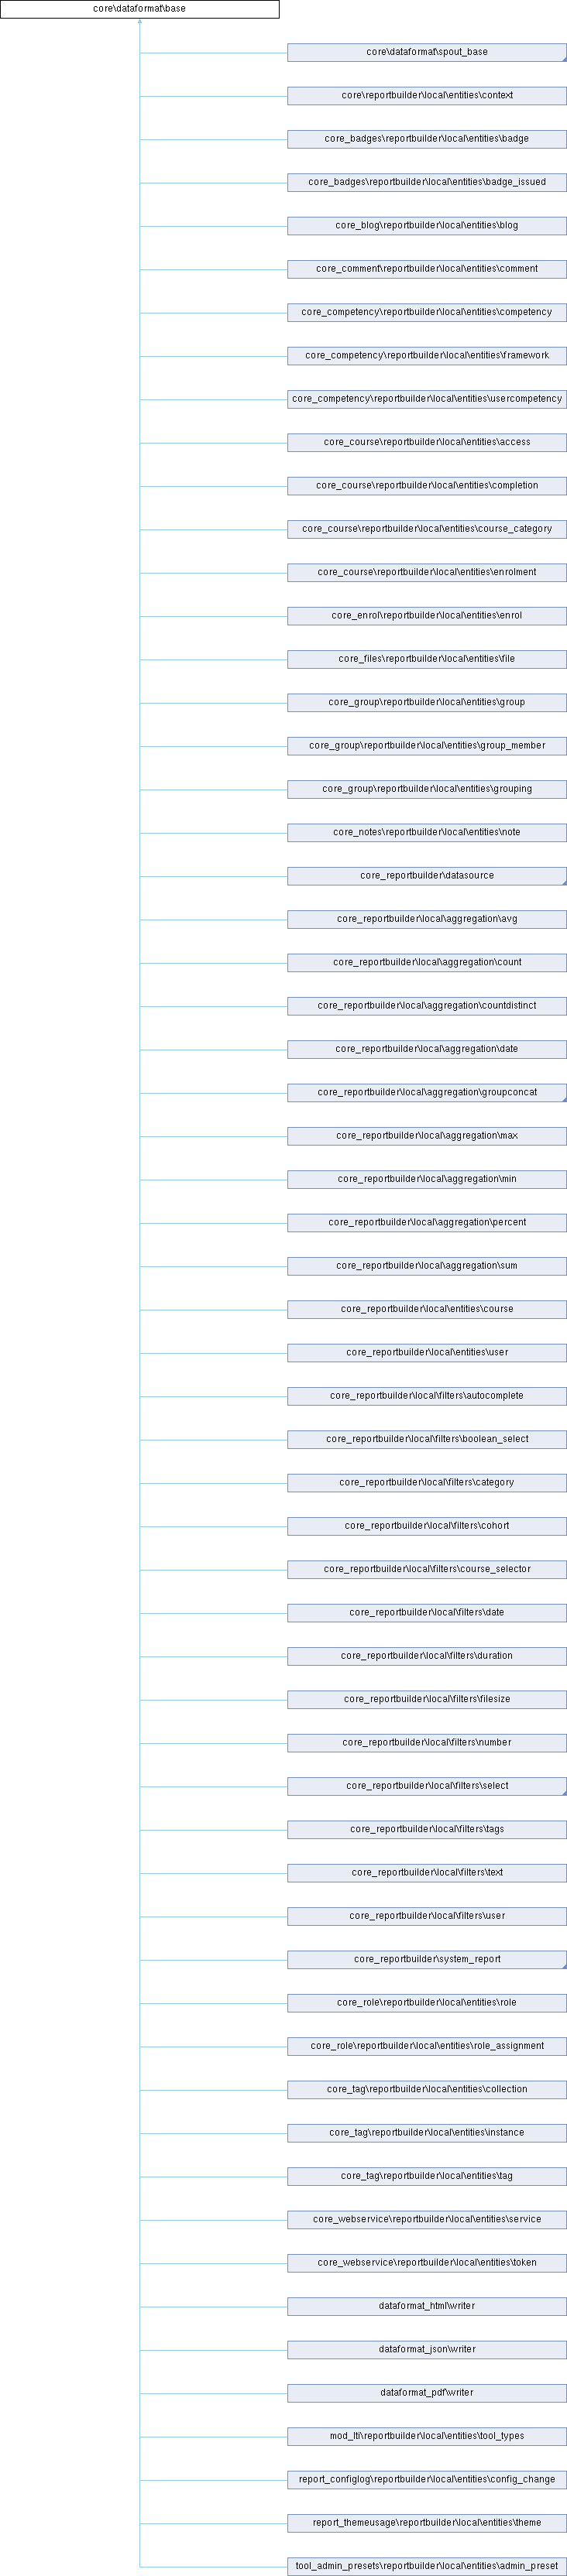 core\dataformat\base
core\dataformat\spout_base
core\reportbuilder\local\entities\context
core_badges\reportbuilder\local\entities\badge
core_badges\reportbuilder\local\entities\badge_issued
core_blog\reportbuilder\local\entities\blog
core_comment\reportbuilder\local\entities\comment
core_competency\reportbuilder\local\entities\competency
core_competency\reportbuilder\local\entities\framework
core_competency\reportbuilder\local\entities\usercompetency
core_course\reportbuilder\local\entities\access
core_course\reportbuilder\local\entities\completion
core_course\reportbuilder\local\entities\course_category
core_course\reportbuilder\local\entities\enrolment
core_enrol\reportbuilder\local\entities\enrol
core_files\reportbuilder\local\entities\file
core_group\reportbuilder\local\entities\group
core_group\reportbuilder\local\entities\group_member
core_group\reportbuilder\local\entities\grouping
core_notes\reportbuilder\local\entities\note
core_reportbuilder\datasource
core_reportbuilder\local\aggregation\avg
core_reportbuilder\local\aggregation\count
core_reportbuilder\local\aggregation\countdistinct
core_reportbuilder\local\aggregation\date
core_reportbuilder\local\aggregation\groupconcat
core_reportbuilder\local\aggregation\max
core_reportbuilder\local\aggregation\min
core_reportbuilder\local\aggregation\percent
core_reportbuilder\local\aggregation\sum
core_reportbuilder\local\entities\course
core_reportbuilder\local\entities\user
core_reportbuilder\local\filters\autocomplete
core_reportbuilder\local\filters\boolean_select
core_reportbuilder\local\filters\category
core_reportbuilder\local\filters\cohort
core_reportbuilder\local\filters\course_selector
core_reportbuilder\local\filters\date
core_reportbuilder\local\filters\duration
core_reportbuilder\local\filters\filesize
core_reportbuilder\local\filters\number
core_reportbuilder\local\filters\select
core_reportbuilder\local\filters\tags
core_reportbuilder\local\filters\text
core_reportbuilder\local\filters\user
core_reportbuilder\system_report
core_role\reportbuilder\local\entities\role
core_role\reportbuilder\local\entities\role_assignment
core_tag\reportbuilder\local\entities\collection
core_tag\reportbuilder\local\entities\instance
core_tag\reportbuilder\local\entities\tag
core_webservice\reportbuilder\local\entities\service
core_webservice\reportbuilder\local\entities\token
dataformat_html\writer
dataformat_json\writer
dataformat_pdf\writer
mod_lti\reportbuilder\local\entities\tool_types
report_configlog\reportbuilder\local\entities\config_change
report_themeusage\reportbuilder\local\entities\theme
tool_admin_presets\reportbuilder\local\entities\admin_preset